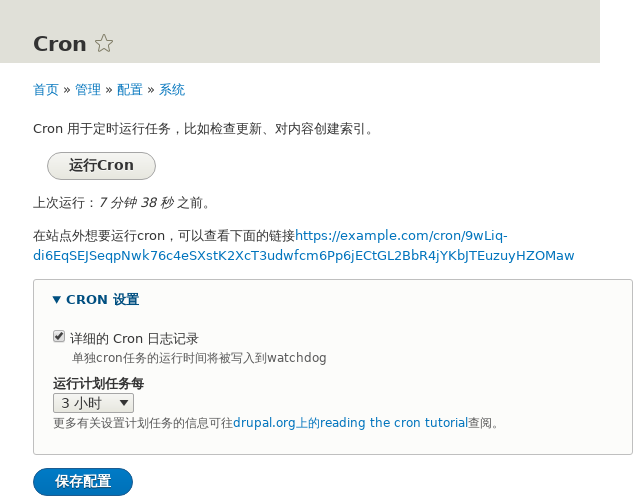 Cron
首页 » 管理 » 配置 » 系统
Cron 用于定时运行任务，比如检查更新、对内容创建索引。
运行Cron
上次运行：7 分钟 38 秒 之前。
在站点外想要运行cron，可以查看下面的链接https://example.com/cron/9wLiq-
di6EqSEJSeqpNwk76c4eSXstK2XcT3udwfcm6Pp6jECtGL2BbR4jYKbJTEuzuyHZOMaw
CRON 设置
详细的 Cron 日志记录
单独cron任务的运行时间将被写入到watchdog
运行计划任务每
3 小时
更多有关设置计划任务的信息可往drupal.org上的reading the cron tutorial查阅。
保存配置